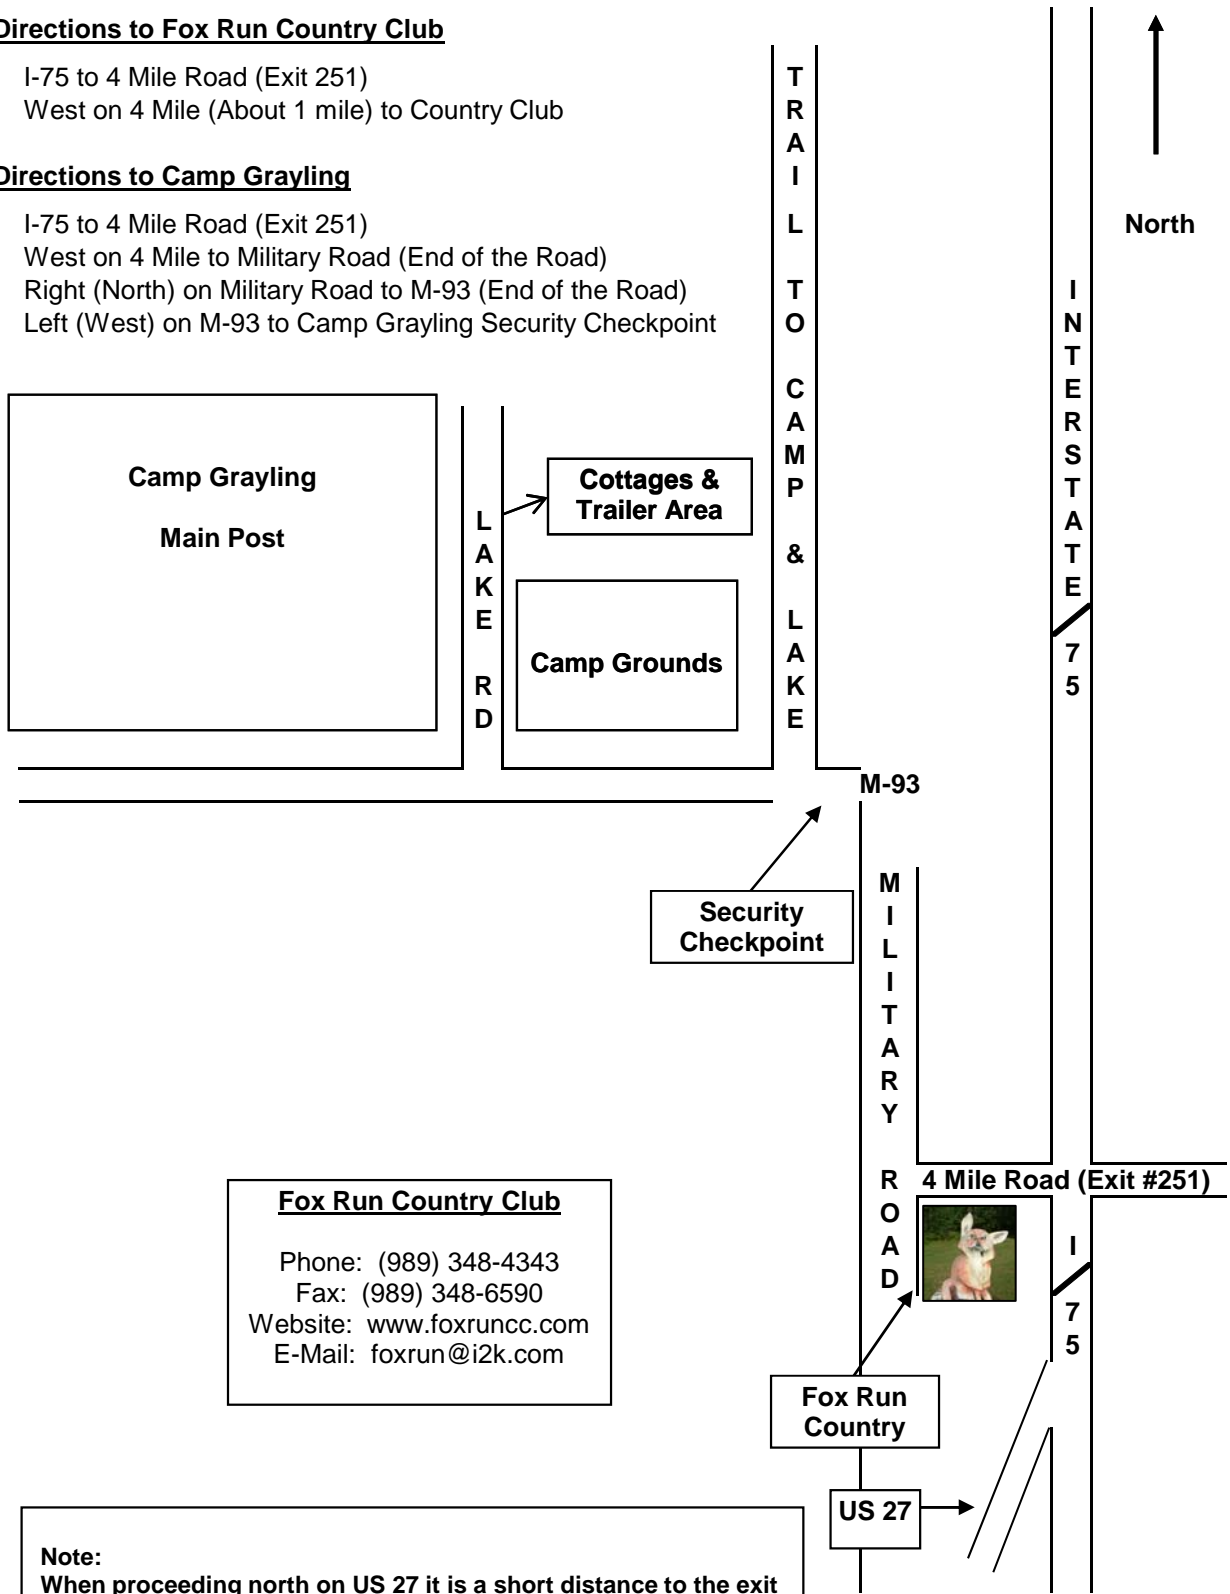 Directions to Fox Run Country Club
I-75 to 4 Mile Road (Exit 251)
West on 4 Mile (About 1 mile) to Country Club
Directions to Camp Grayling
I-75 to 4 Mile Road (Exit 251)
West on 4 Mile to Military Road (End of the Road)
Right (North) on Military Road to M-93 (End of the Road)
Left (West) on M-93 to Camp Grayling Security Checkpoint
TRAIL TO CAMP & LAKE
North
INTERSTATE / 75
Camp Grayling
Main Post
LAKE RD
Cottages &
Trailer Area
Camp Grounds
M-93
Security
Checkpoint
MILITARY ROAD
4 Mile Road (Exit #251)
I / 75
Fox Run Country Club
Phone: (989) 348-4343
Fax: (989) 348-6590
Website: www.foxruncc.com
E-Mail: foxrun@i2k.com
Fox Run
Country
US 27
Note:
When proceeding north on US 27 it is a short distance to the exit